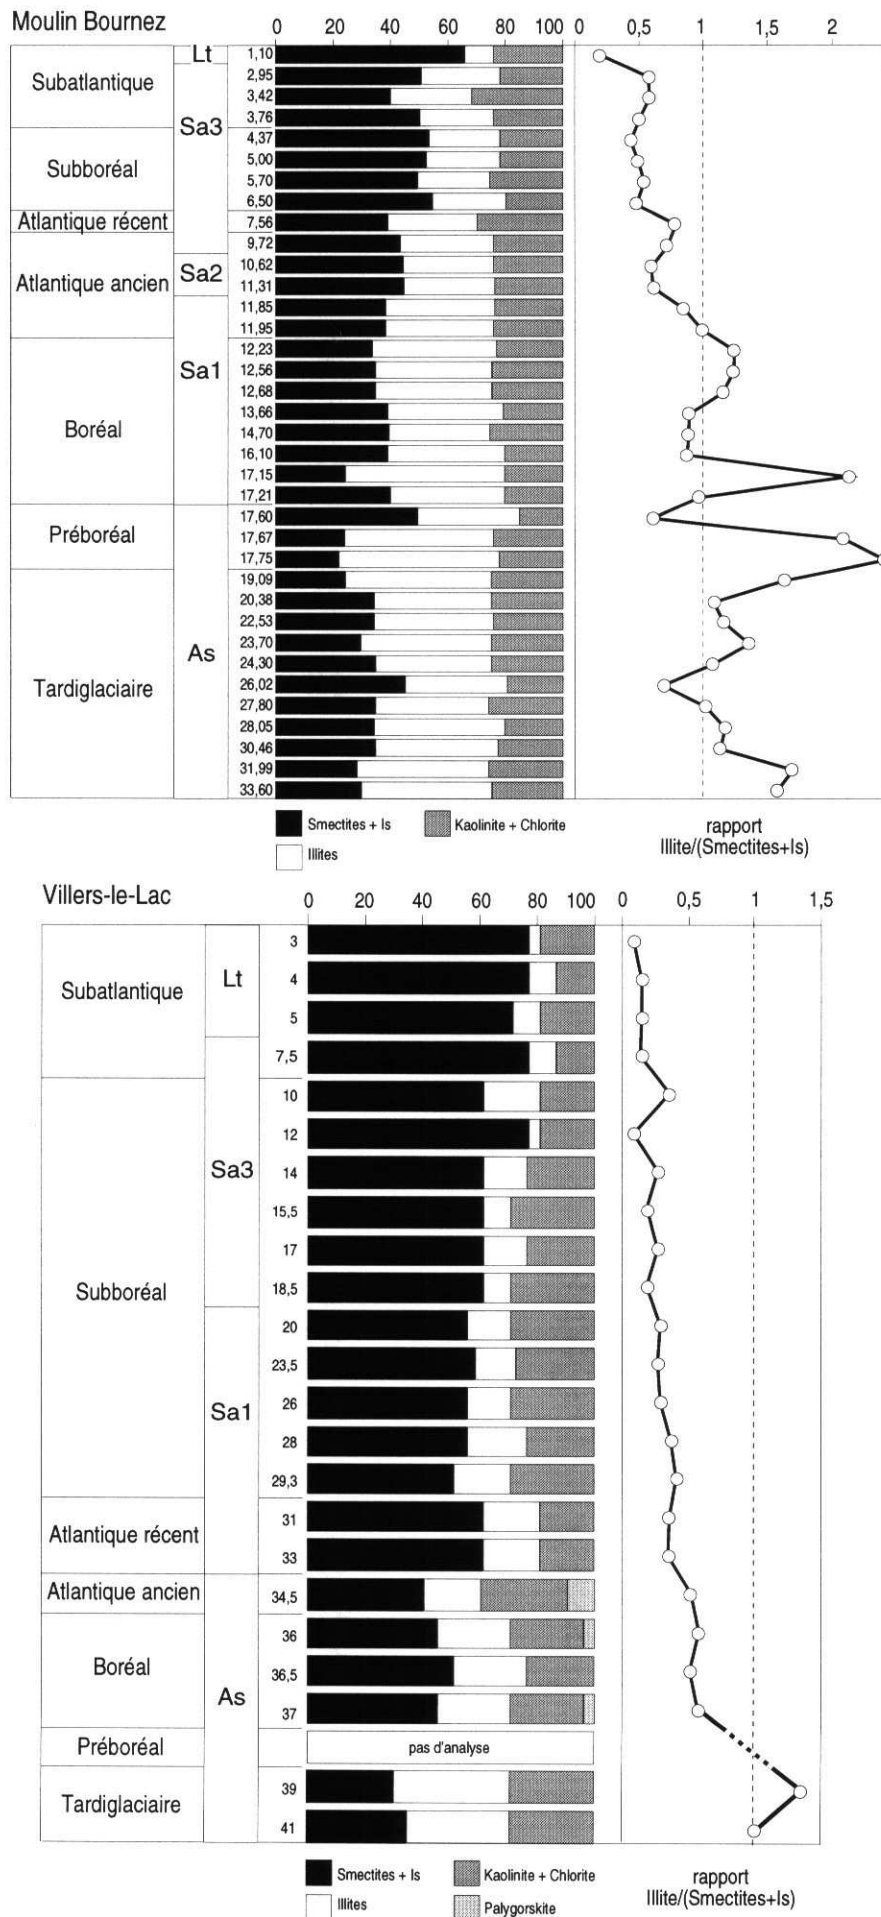 Moulin Bournez
0 20 40 60 80 100 0 0,5 1 1,5 2
Subatlantique
Subboréal
Atlantique récent
Atlantique ancien
Boréal
Préboréal
Tardiglaciaire
Lt
Sa3
Sa2
Sa1
As
1,10
2,95
3,42
3,76
4,37
5,00
5,70
6,50
7,56
9,72
10,62
11,31
11,85
11,95
12,23
12,56
12,68
13,66
14,70
16,10
17,15
17,21
17,60
17,67
17,75
19,09
20,38
22,53
23,70
24,30
26,02
27,80
28,05
30,46
31,99
33,60
Smectites + Is
Kaolinite + Chlorite
Illites
rapport
Illite/(Smectites+Is)
Villers-le-Lac
0 20 40 60 80 100 0 0,5 1 1,5
Subatlantique
Subboréal
Atlantique récent
Atlantique ancien
Boréal
Préboréal
Tardiglaciaire
Lt
Sa3
Sa1
As
3
4
5
7,5
10
12
14
15,5
17
18,5
20
23,5
26
28
29,3
31
33
34,5
36
36,5
37
pas d'analyse
39
41
Smectites + Is
Kaolinite + Chlorite
Illites
Palygorskite
rapport
Illite/(Smectites+Is)